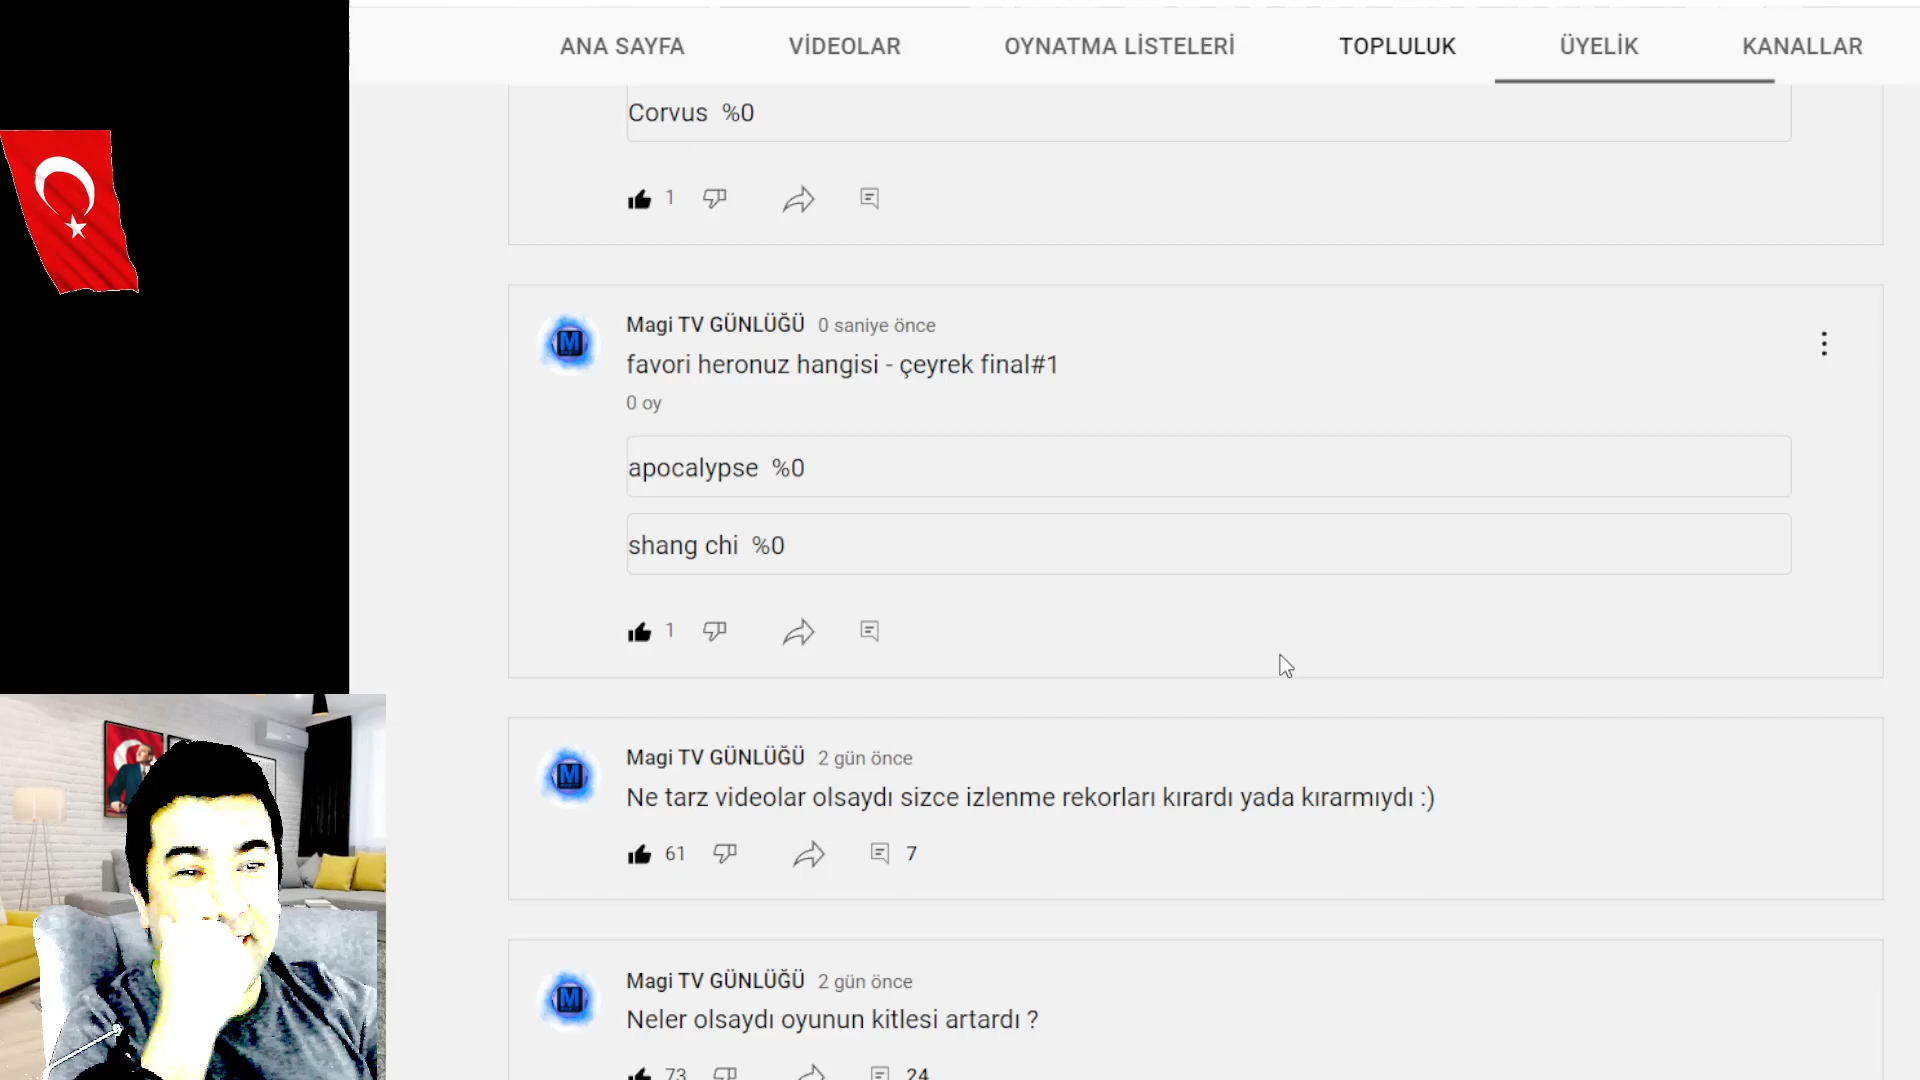 ANA SAYFA VİDEOLAR OYNATMA LİSTELERİ TOPLULUK ÜYELİK KANALLAR
Corvus %0
1
Magi TV GÜNLÜĞÜ 0 saniye önce
favori heronuz hangisi - çeyrek final#1
0 oy
apocalypse %0
shang chi %0
1
Magi TV GÜNLÜĞÜ 2 gün önce
Ne tarz videolar olsaydı sizce izlenme rekorları kırardı yada kırarmıydı :)
61 7
Magi TV GÜNLÜĞÜ 2 gün önce
Neler olsaydı oyunun kitlesi artardı ?
73 24